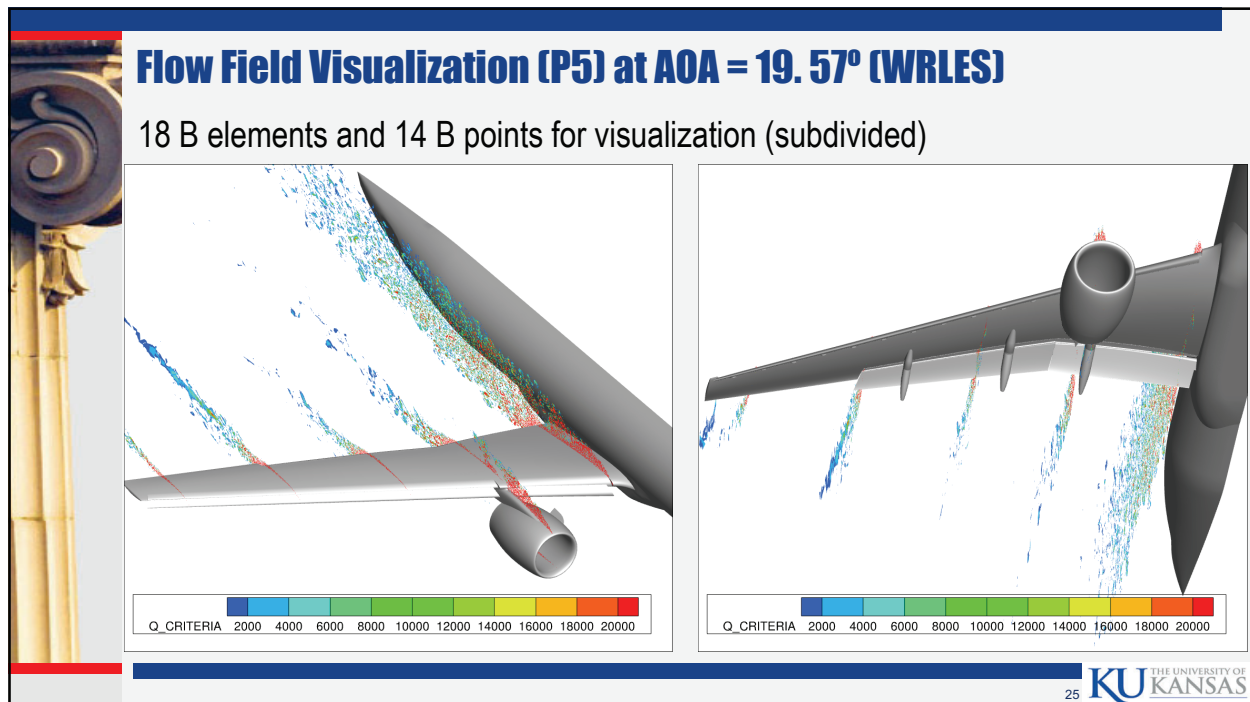 Flow Field Visualization (P5) at AOA = 19. 57º (WRLES)
18 B elements and 14 B points for visualization (subdivided)
Q_CRITERIA 2000 4000 6000 8000 10000 12000 14000 16000 18000 20000
Q_CRITERIA 2000 4000 6000 8000 10000 12000 14000 16000 18000 20000
25
KU THE UNIVERSITY OF
KANSAS